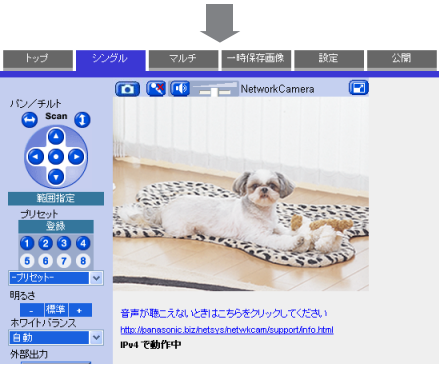 トップ シングル マルチ 一時保存画像 設定 公開
NetworkCamera
パン/チルト
Scan
範囲指定
プリセット
登録
1 2 3 4
5 6 7 8
-プリセット-
明るさ
- 標準 +
ホワイトバランス
自動
外部出力
音声が聴こえないときはこちらをクリックしてください
http://panasonic.biz/netsys/netwkcam/support/info.html
IPv4 で動作中